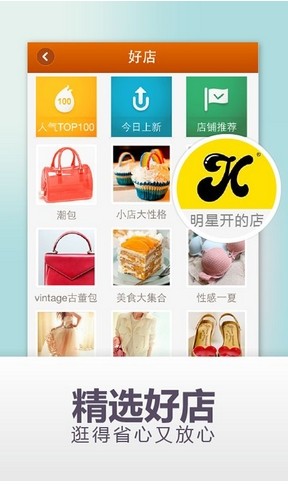 好店
100
人气TOP100
今日上新
店铺推荐
K
®
明星开的店
潮包
小店大性格
vintage古董包
美食大集合
性感一夏
精选好店
逛得省心又放心